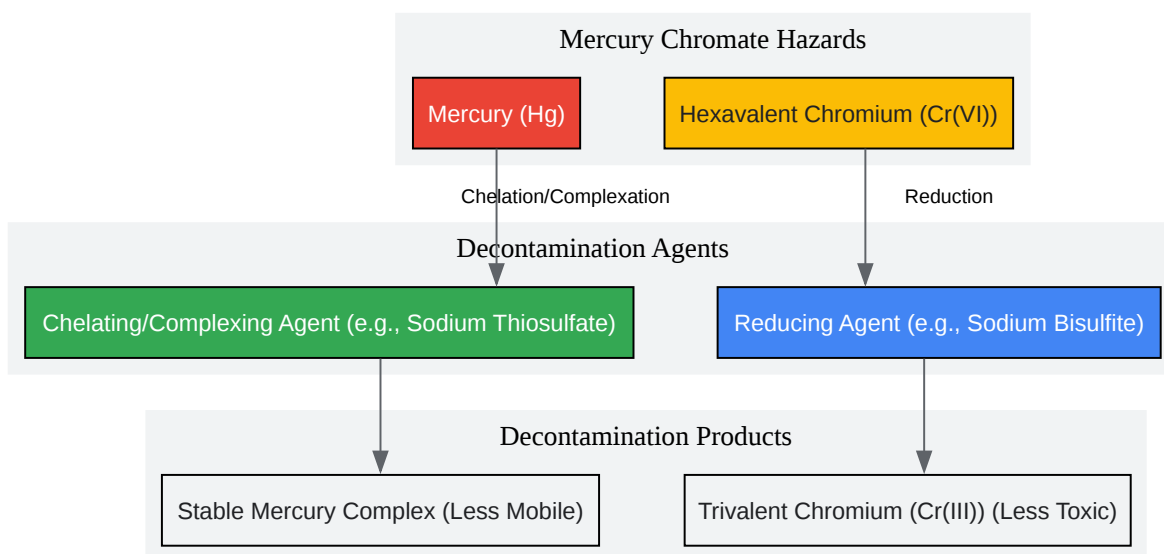 Mercury Chromate Hazards
Mercury (Hg)
Hexavalent Chromium (Cr(VI))
Chelation/Complexation
Reduction
Decontamination Agents
Chelating/Complexing Agent (e.g., Sodium Thiosulfate)
Reducing Agent (e.g., Sodium Bisulfite)
Decontamination Products
Stable Mercury Complex (Less Mobile)
Trivalent Chromium (Cr(III)) (Less Toxic)